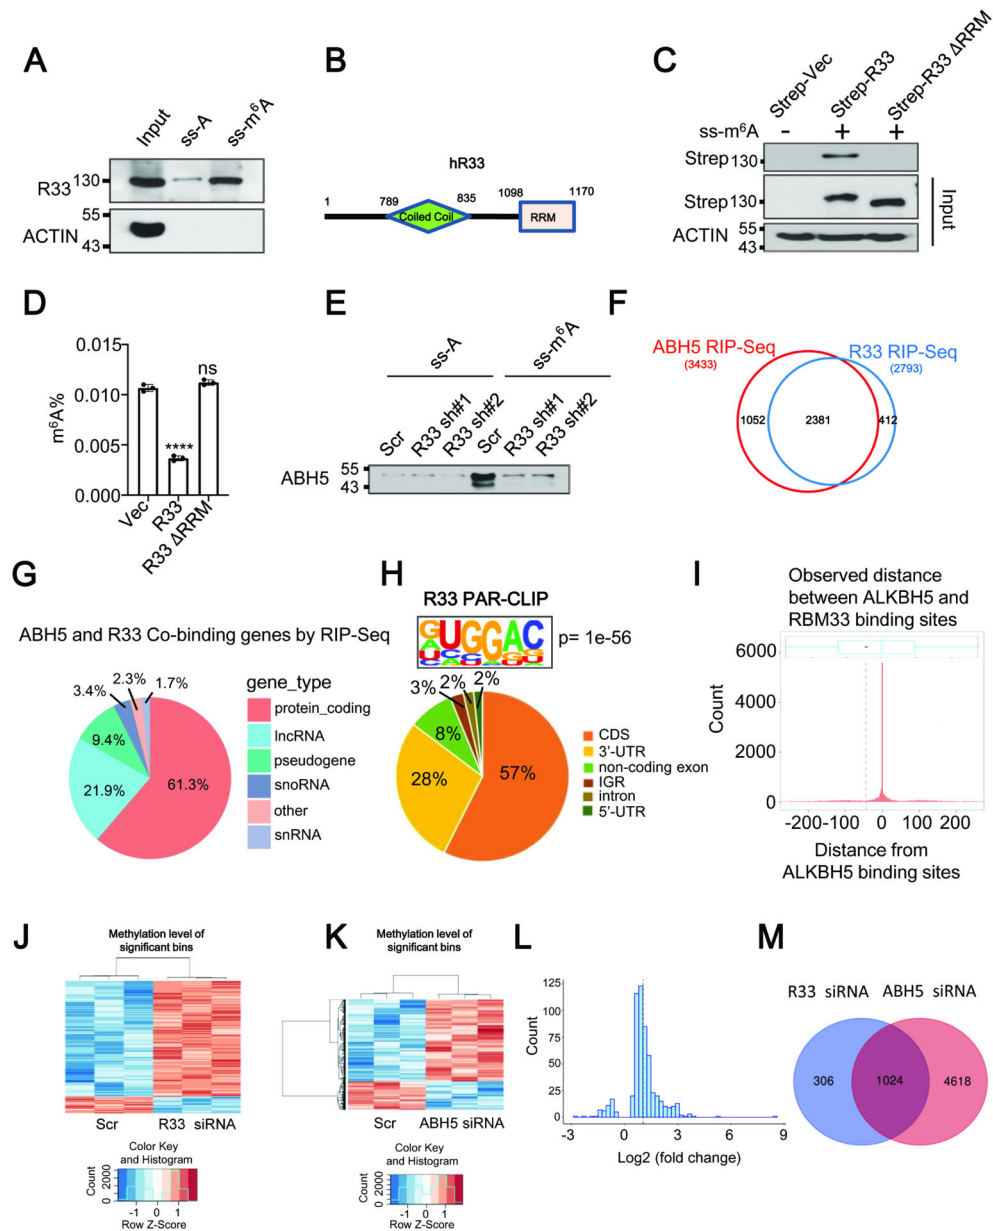 A
Input
ss-A
ss-m⁶A
R33
130
55
ACTIN
43
B
hR33
1
789
835
1098
1170
Coiled Coil
RRM
C
Strep-Vec
Strep-R33
Strep-R33 ΔRRM
ss-m⁶A
-
+
+
Strep 130
Strep 130
ACTIN
55
43
Input
D
ns
****
m⁶A%
0.015
0.010
0.005
0.000
Vec
R33
R33 ΔRRM
E
ss-A
ss-m⁶A
Scr
R33 sh#1
R33 sh#2
Scr
R33 sh#1
R33 sh#2
ABH5
55
43
F
ABH5 RIP-Seq
(3433)
R33 RIP-Seq
(2793)
1052
2381
412
G
ABH5 and R33 Co-binding genes by RIP-Seq
3.4%
2.3%
1.7%
9.4%
21.9%
61.3%
gene_type
protein_coding
lncRNA
pseudogene
snoRNA
other
snRNA
H
R33 PAR-CLIP
GUGGAC
p= 1e-56
3%
2%
2%
8%
28%
57%
CDS
3'-UTR
non-coding exon
IGR
intron
5'-UTR
I
Observed distance
between ALKBH5 and
RBM33 binding sites
Count
6000
4000
2000
0
-200-100 0 100 200
Distance from
ALKBH5 binding sites
J
Methylation level of
significant bins
Scr
R33 siRNA
Color Key
and Histogram
Count
0 2000
-1 0 1
Row Z-Score
K
Methylation level of
significant bins
Scr
ABH5 siRNA
Color Key
and Histogram
Count
0 2000
-1 0 1
Row Z-Score
L
Count
125
100
75
50
25
0
-3 0 3 6 9
Log2 (fold change)
M
R33 siRNA
ABH5 siRNA
306
1024
4618